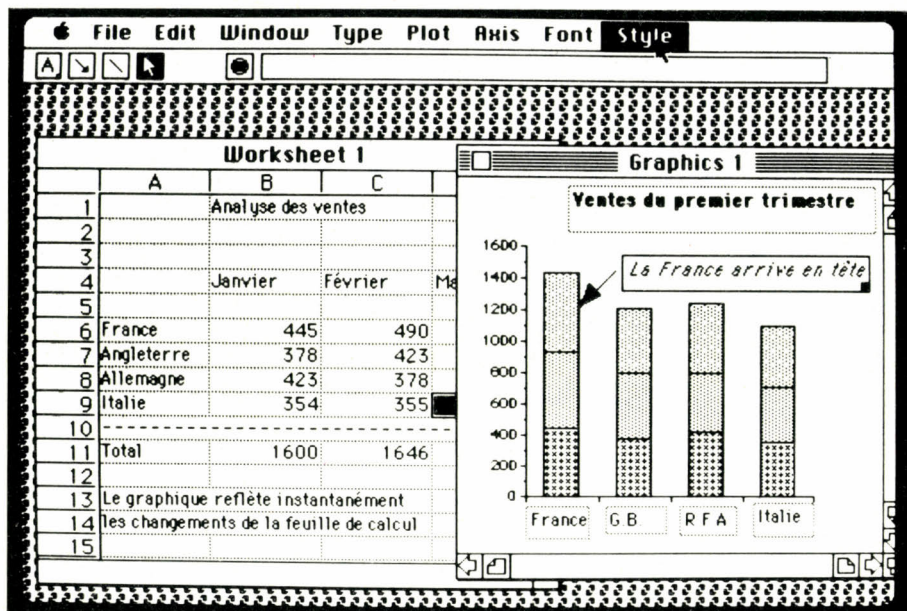 File Edit Window Type Plot Axis Font Style
A
Worksheet 1
A B C
1 Analyse des ventes
2
3
4 Janvier Février Ma
5
6 France 445 490
7 Angleterre 378 423
8 Allemagne 423 378
9 Italie 354 355
10
11 Total 1600 1646
12
13 Le graphique reflète instantanément
14 les changements de la feuille de calcul
15
Graphics 1
Ventes du premier trimestre
La France arrive en tête
1600
1400
1200
1000
800
600
400
200
0
France G.B. R F A Italie